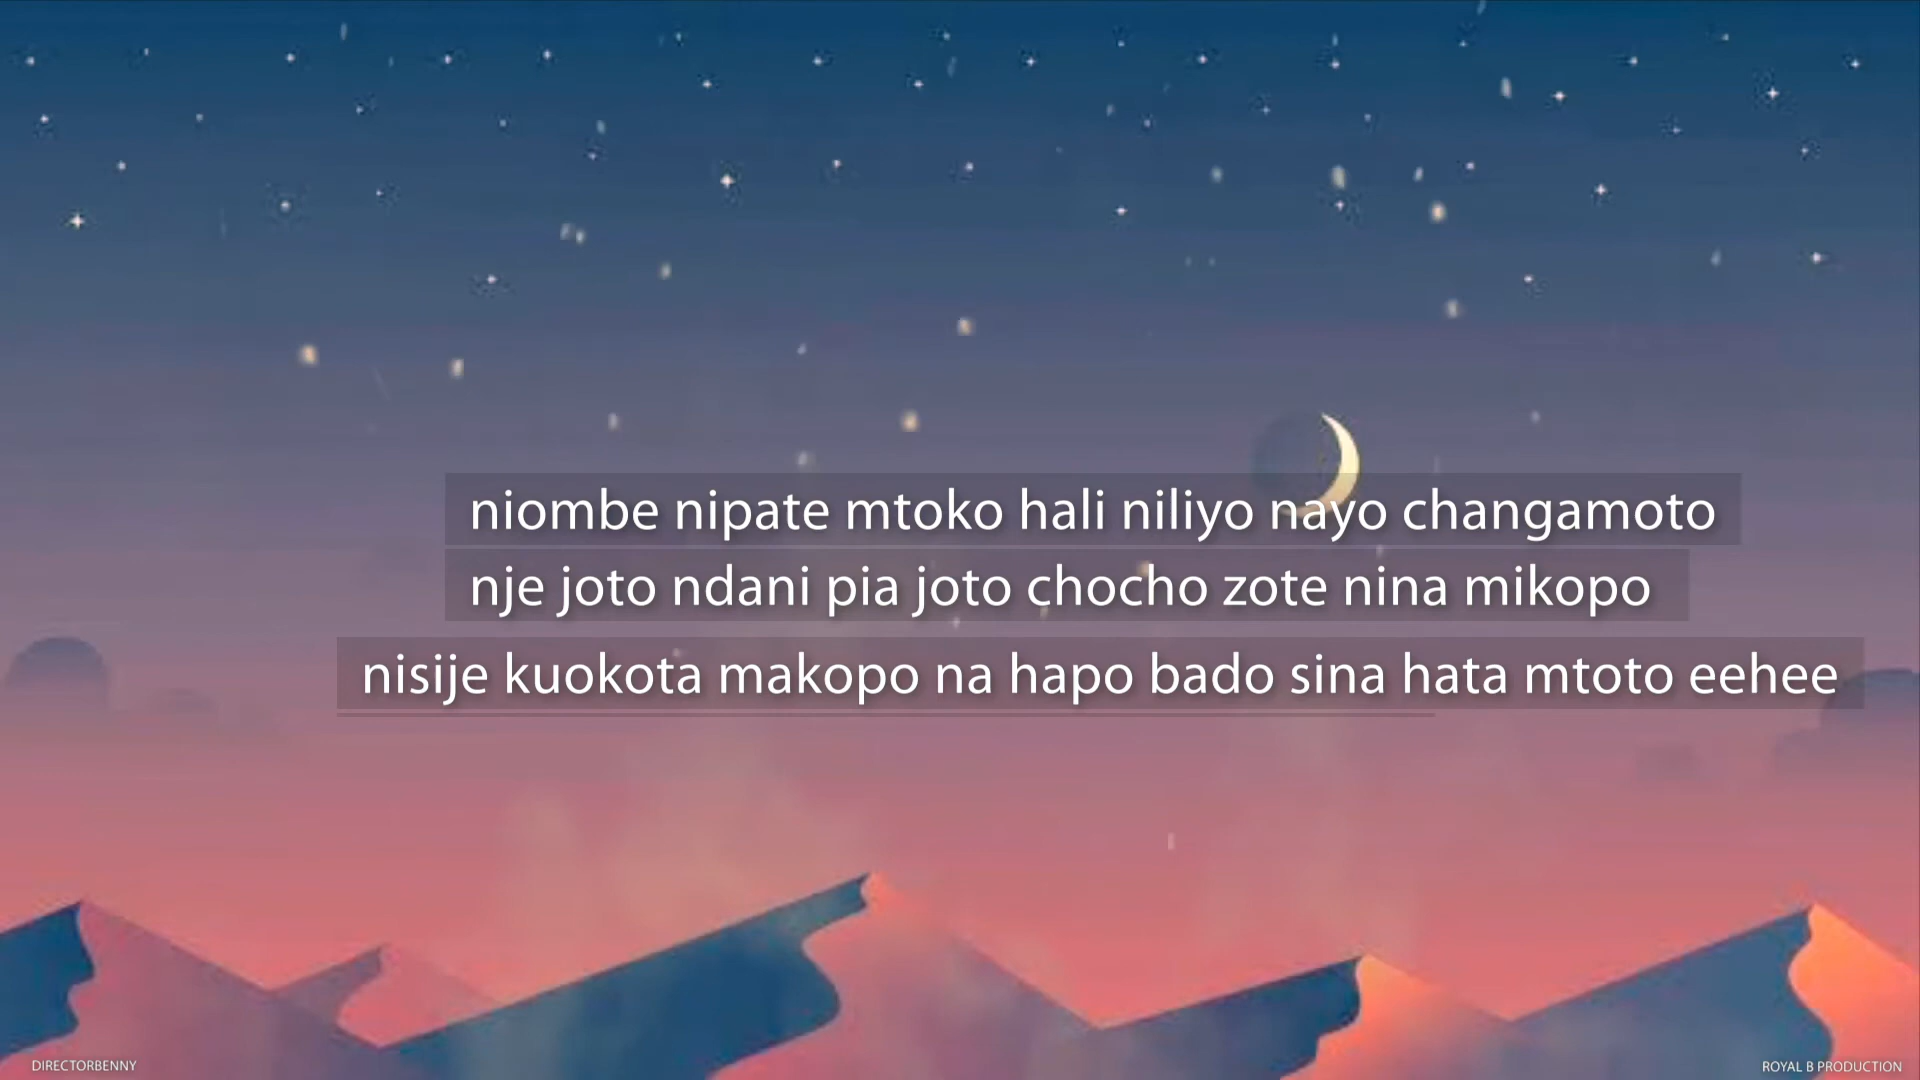 niombe nipate mtoko hali niliyo nayo changamoto
nje joto ndani pia joto chocho zote nina mikopo
nisije kuokota makopo na hapo bado sina hata mtoto eehee
DIRECTORBENNY
ROYAL B PRODUCTION